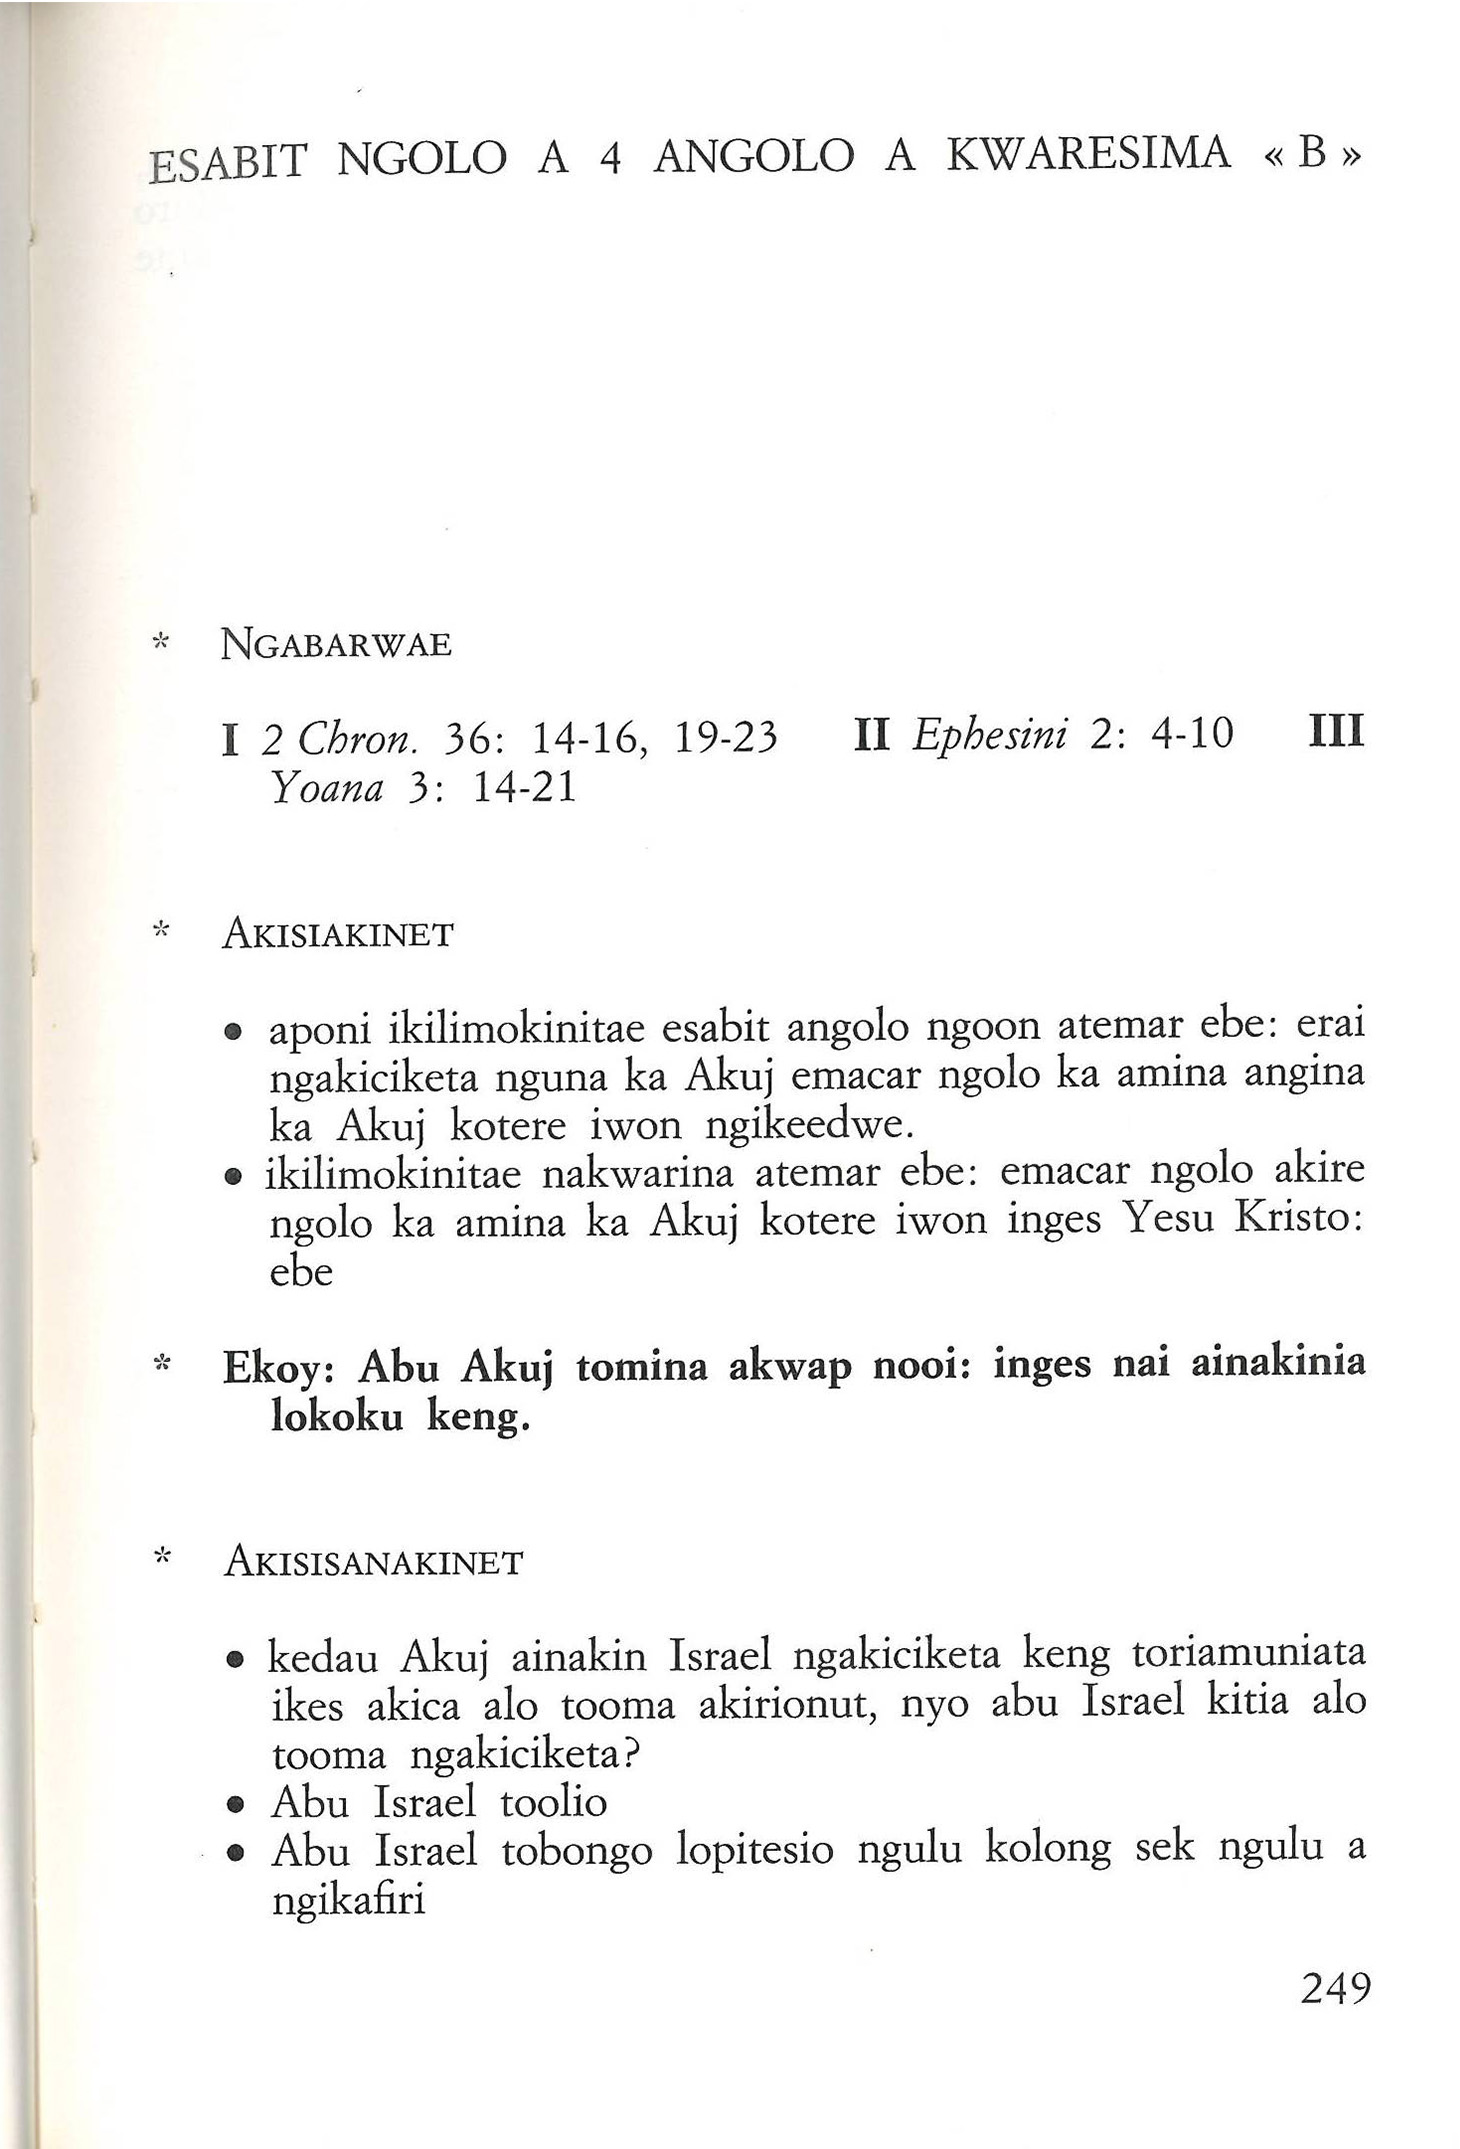 ESABIT NGOLO A 4 ANGOLO A KWARESIMA « B »
* NGABARWAE
I 2 Chron. 36: 14-16, 19-23 II Ephesini 2: 4-10 III
Yoana 3: 14-21
* AKISIAKINET
• aponi ikilimokinitae esabit angolo ngoon atemar ebe: erai
ngakiciketa nguna ka Akuj emacar ngolo ka amina angina
ka Akuj kotere iwon ngikeedwe.
• ikilimokinitae nakwarina atemar ebe: emacar ngolo akire
ngolo ka amina ka Akuj kotere iwon inges Yesu Kristo:
ebe
* Ekoy: Abu Akuj tomina akwap nooi: inges nai ainakinia
lokoku keng.
* AKISISANAKINET
• kedau Akuj ainakin Israel ngakiciketa keng toriamuniata
ikes akica alo tooma akirionut, nyo abu Israel kitia alo
tooma ngakiciketa?
• Abu Israel toolio
• Abu Israel tobongo lopitesio ngulu kolong sek ngulu a
ngikafiri
249